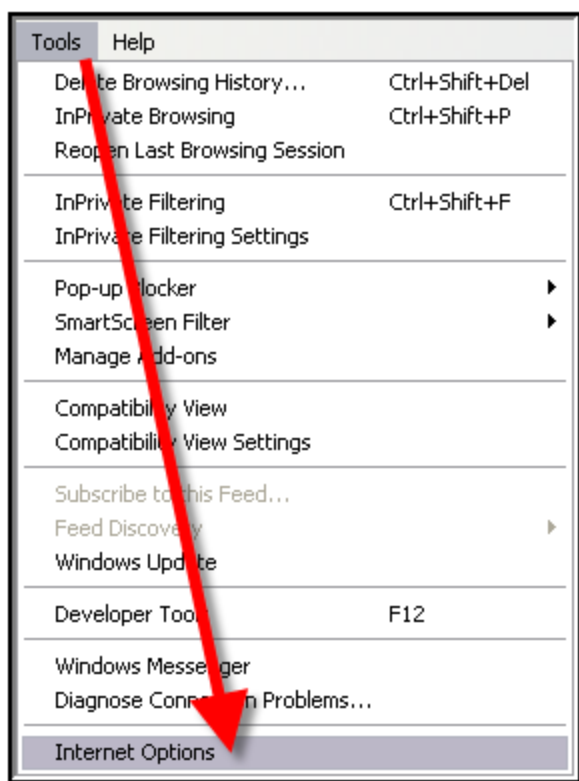 Tools Help
Delete Browsing History... Ctrl+Shift+Del
InPrivate Browsing Ctrl+Shift+P
Reopen Last Browsing Session
InPrivate Filtering Ctrl+Shift+F
InPrivate Filtering Settings
Pop-up Blocker
SmartScreen Filter
Manage Add-ons
Compatibility View
Compatibility View Settings
Subscribe to this Feed...
Feed Discovery
Windows Update
Developer Tools F12
Windows Messenger
Diagnose Connection Problems...
Internet Options